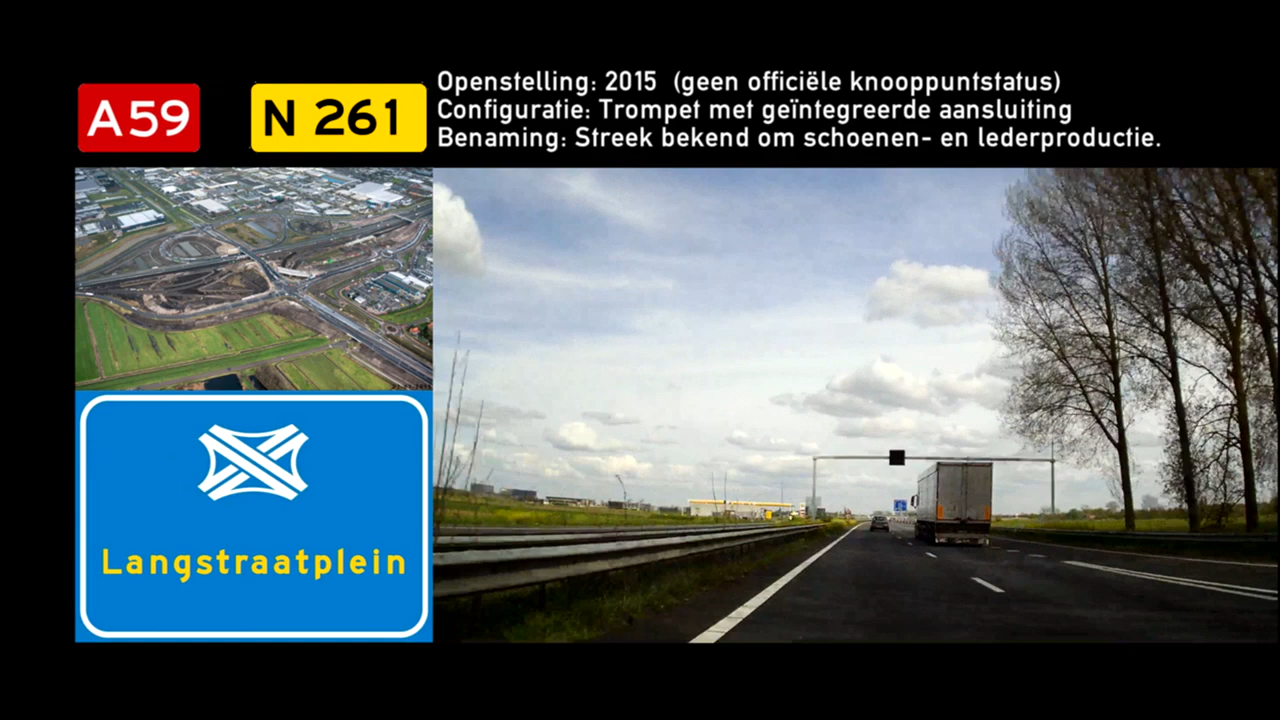 A59
N 261
Openstelling: 2015 (geen officiële knooppuntstatus)
Configuratie: Trompet met geïntegreerde aansluiting
Benaming: Streek bekend om schoenen- en lederproductie.
Langstraatplein